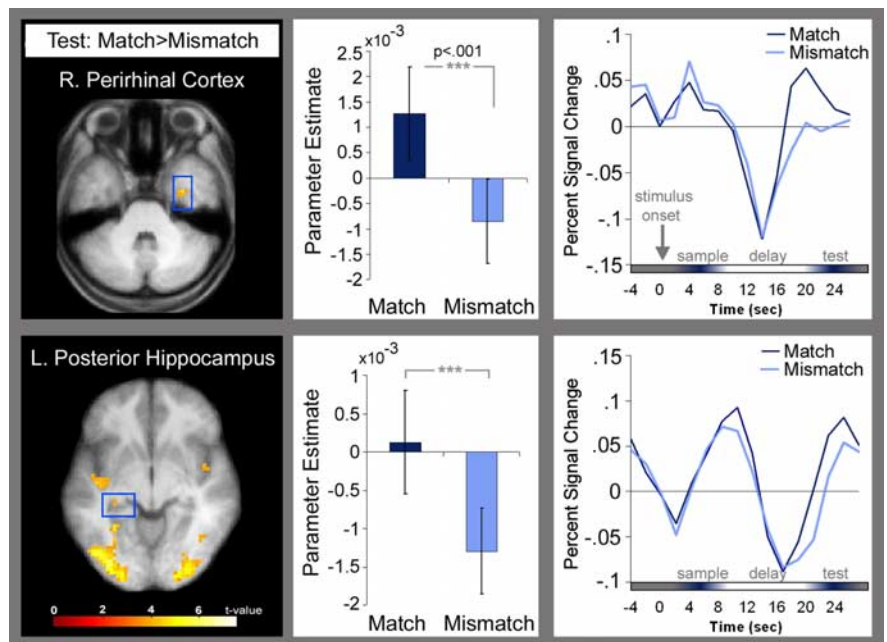 Test: Match>Mismatch
R. Perirhinal Cortex
×10⁻³
2.5
2
1.5
1
0.5
0
-0.5
-1
-1.5
-2
Parameter Estimate
p<.001
***
Match Mismatch
.1
.05
0
-.05
-.1
-.15
Percent Signal Change
Match
Mismatch
stimulus
onset
sample delay test
-4 0 4 8 12 16 20 24
Time (sec)
L. Posterior Hippocampus
0 2 4 6 t-value
×10⁻³
1
0.5
0
-0.5
-1
-1.5
-2
Parameter Estimate
***
Match Mismatch
.15
.1
.05
0
-.05
-.1
Percent Signal Change
Match
Mismatch
sample delay test
-4 0 4 8 12 16 20 24
Time (sec)